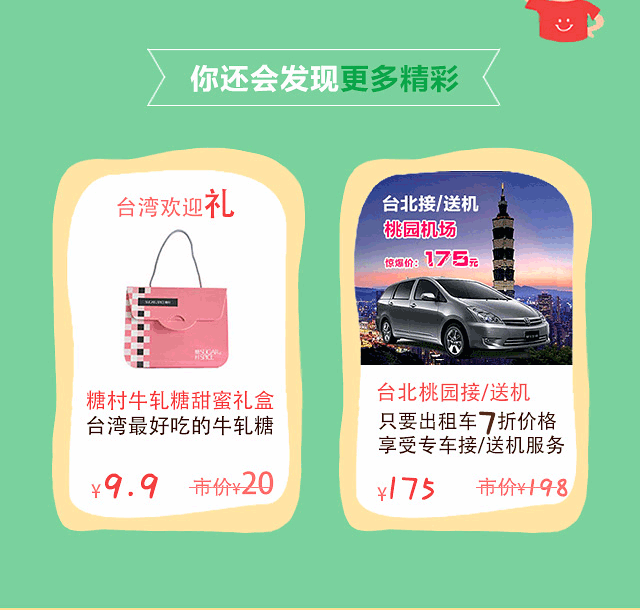 你还会发现更多精彩
台湾欢迎礼
糖村牛轧糖甜蜜礼盒
台湾最好吃的牛轧糖
¥9.9 市价¥20
台北接/送机
桃园机场
惊爆价：175元
台北桃园接/送机
只要出租车7折价格
享受专车接/送机服务
¥175 市价¥198